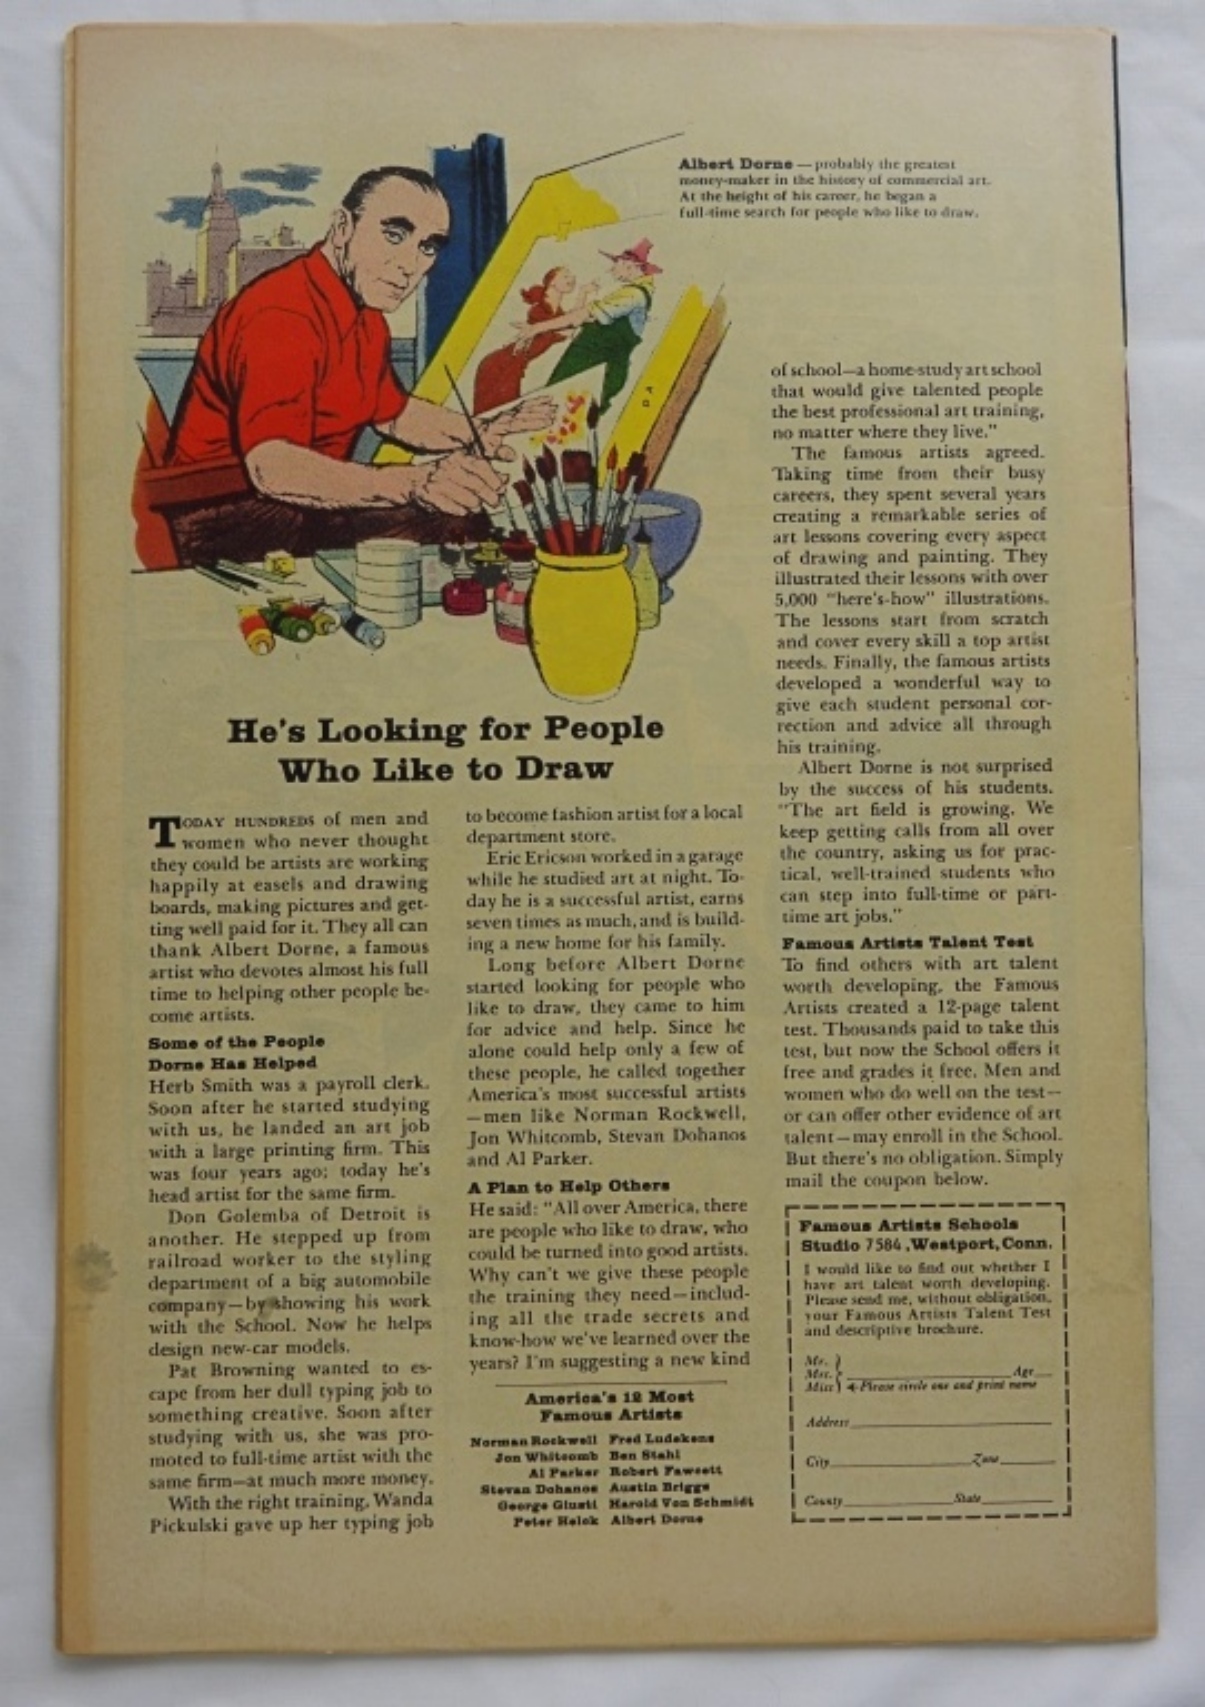 Albert Dorne — probably the greatest
money-maker in the history of commercial art.
At the height of his career, he began a
full-time search for people who like to draw.
D A
He's Looking for People
Who Like to Draw
TODAY HUNDREDS of men and
women who never thought
they could be artists are working
happily at easels and drawing
boards, making pictures and get-
ting well paid for it. They all can
thank Albert Dorne, a famous
artist who devotes almost his full
time to helping other people be-
come artists.
Some of the People
Dorne Has Helped
Herb Smith was a payroll clerk.
Soon after he started studying
with us, he landed an art job
with a large printing firm. This
was four years ago; today he's
head artist for the same firm.
Don Golemba of Detroit is
another. He stepped up from
railroad worker to the styling
department of a big automobile
company—by showing his work
with the School. Now he helps
design new-car models.
Pat Browning wanted to es-
cape from her dull typing job to
something creative. Soon after
studying with us, she was pro-
moted to full-time artist with the
same firm—at much more money.
With the right training, Wanda
Pickulski gave up her typing job
to become fashion artist for a local
department store.
Eric Ericson worked in a garage
while he studied art at night. To-
day he is a successful artist, earns
seven times as much, and is build-
ing a new home for his family.
Long before Albert Dorne
started looking for people who
like to draw, they came to him
for advice and help. Since he
alone could help only a few of
these people, he called together
America's most successful artists
—men like Norman Rockwell,
Jon Whitcomb, Stevan Dohanos
and Al Parker.
A Plan to Help Others
He said: "All over America, there
are people who like to draw, who
could be turned into good artists.
Why can't we give these people
the training they need—includ-
ing all the trade secrets and
know-how we've learned over the
years? I'm suggesting a new kind
America's 12 Most
Famous Artists
Norman Rockwell Fred Ludekens
Jon Whitcomb Ben Stahl
Al Parker Robert Fawcett
Stevan Dohanos Austin Briggs
George Giusti Harold Von Schmidt
Peter Helck Albert Dorne
of school—a home-study art school
that would give talented people
the best professional art training,
no matter where they live."
The famous artists agreed.
Taking time from their busy
careers, they spent several years
creating a remarkable series of
art lessons covering every aspect
of drawing and painting. They
illustrated their lessons with over
5,000 "here's-how" illustrations.
The lessons start from scratch
and cover every skill a top artist
needs. Finally, the famous artists
developed a wonderful way to
give each student personal cor-
rection and advice all through
his training.
Albert Dorne is not surprised
by the success of his students.
"The art field is growing. We
keep getting calls from all over
the country, asking us for prac-
tical, well-trained students who
can step into full-time or part-
time art jobs."
Famous Artists Talent Test
To find others with art talent
worth developing, the Famous
Artists created a 12-page talent
test. Thousands paid to take this
test, but now the School offers it
free and grades it free. Men and
women who do well on the test—
or can offer other evidence of art
talent—may enroll in the School.
But there's no obligation. Simply
mail the coupon below.
Famous Artists Schools
Studio 7584, Westport, Conn.
I would like to find out whether I
have art talent worth developing.
Please send me, without obligation,
your Famous Artists Talent Test
and descriptive brochure.
Mr.
Mrs. Age
Miss Please circle one and print name
Address
City Zone
County State